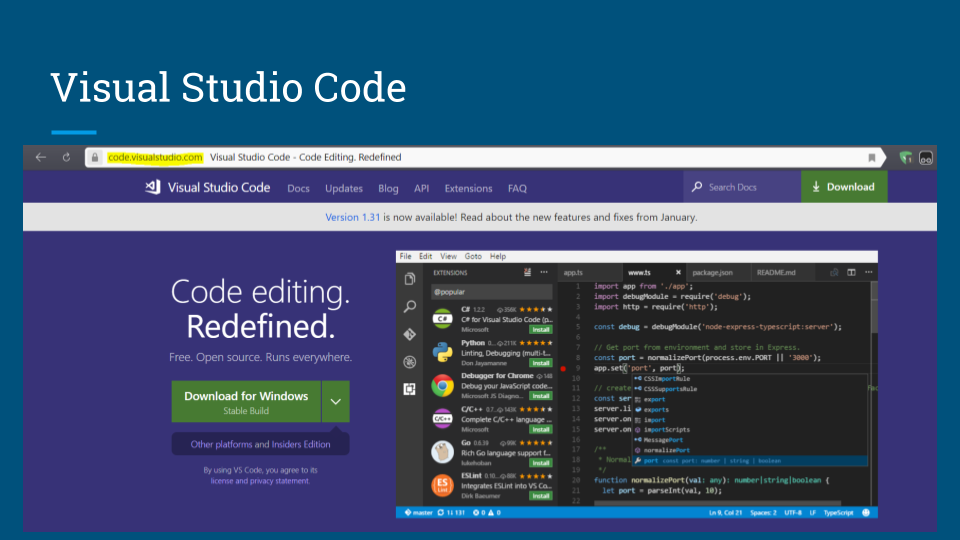 Visual Studio Code
code.visualstudio.com Visual Studio Code - Code Editing. Redefined
Visual Studio Code Docs Updates Blog API Extensions FAQ Search Docs Download
Version 1.31 is now available! Read about the new features and fixes from January.
Code editing.
Redefined.
Free. Open source. Runs everywhere.
Download for Windows
Stable Build
Other platforms and Insiders Edition
By using VS Code, you agree to its
license and privacy statement.
File Edit View Goto Help
EXTENSIONS
@popular
C# 1.2.2 356K
C#
C# for Visual Studio Code (p...
Microsoft Install
Python 0... 211K
Linting, Debugging (multi-t...
Don Jayamanne Install
Debugger for Chrome 148
Debug your JavaScript code...
Microsoft JS Diagno... Install
C/C++ 0.7... 143K
C/C++
Complete C/C++ language ...
Microsoft Install
Go 0.6.39 99K
Rich Go language support f...
lukehoban Install
ESLint 0.10... 88K
ES
LINT
Integrates ESLint into VS Co...
Dirk Baeumer Install
app.ts www.ts package.json README.md
1 import app from './app';
2 import debugModule = require('debug');
3 import http = require('http');
4
5 const debug = debugModule('node-express-typescript:server');
6
7 // Get port from environment and store in Express.
8 const port = normalizePort(process.env.PORT || '3000');
9 app.set('port', port);
10 CSSImportRule
11 // create CSSSupportsRule
12 const ser export
13 server.li exports
14 server.on import
15 server.on importScripts
16 MessagePort
17 /** normalizePort
18 * Normal port const port: number | string | boolean
19 */
20 function normalizePort(val: any): number|string|boolean {
21 let port = parseInt(val, 10);
22
master 1↓ 131 0 0 Ln 9, Col 21 Spaces: 2 UTF-8 LF TypeScript